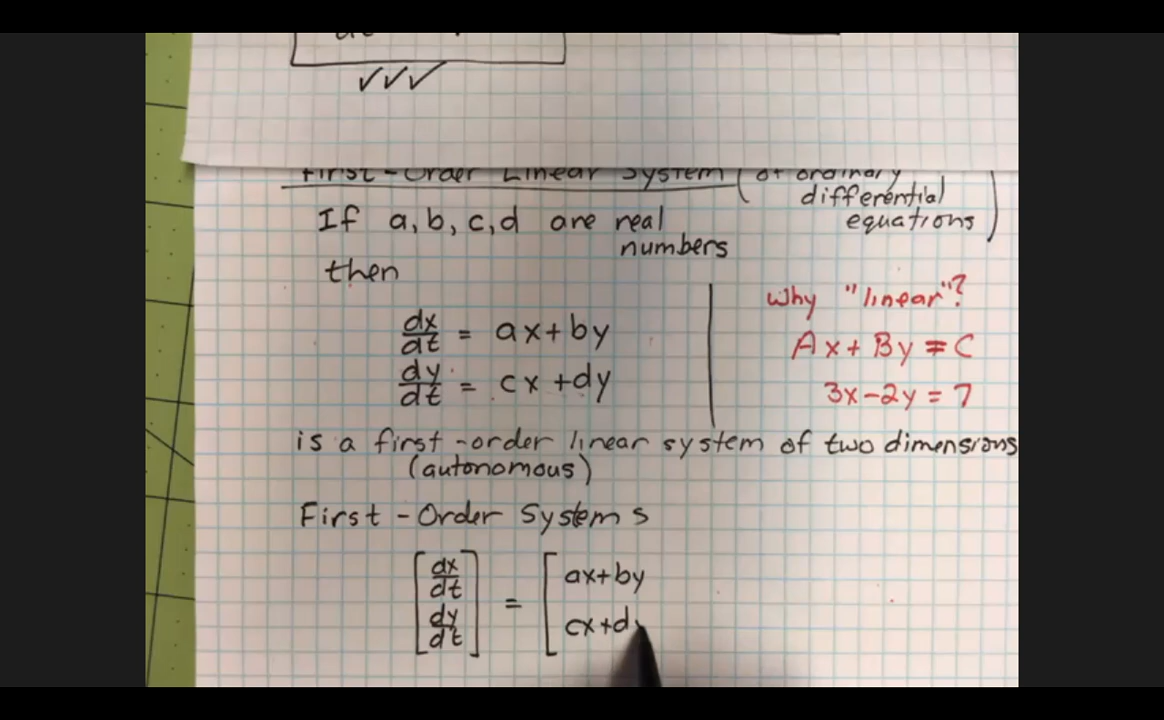 ✓✓✓
First-Order Linear System (of ordinary
differential
equations)
If a, b, c, d are real
numbers
then
dx/dt = ax + by
dy/dt = cx + dy
Why "linear"?
Ax + By = C
3x - 2y = 7
is a first-order linear system of two dimensions
(autonomous)
First-Order Systems
[dx/dt dy/dt] = [ax + by
cx + dy